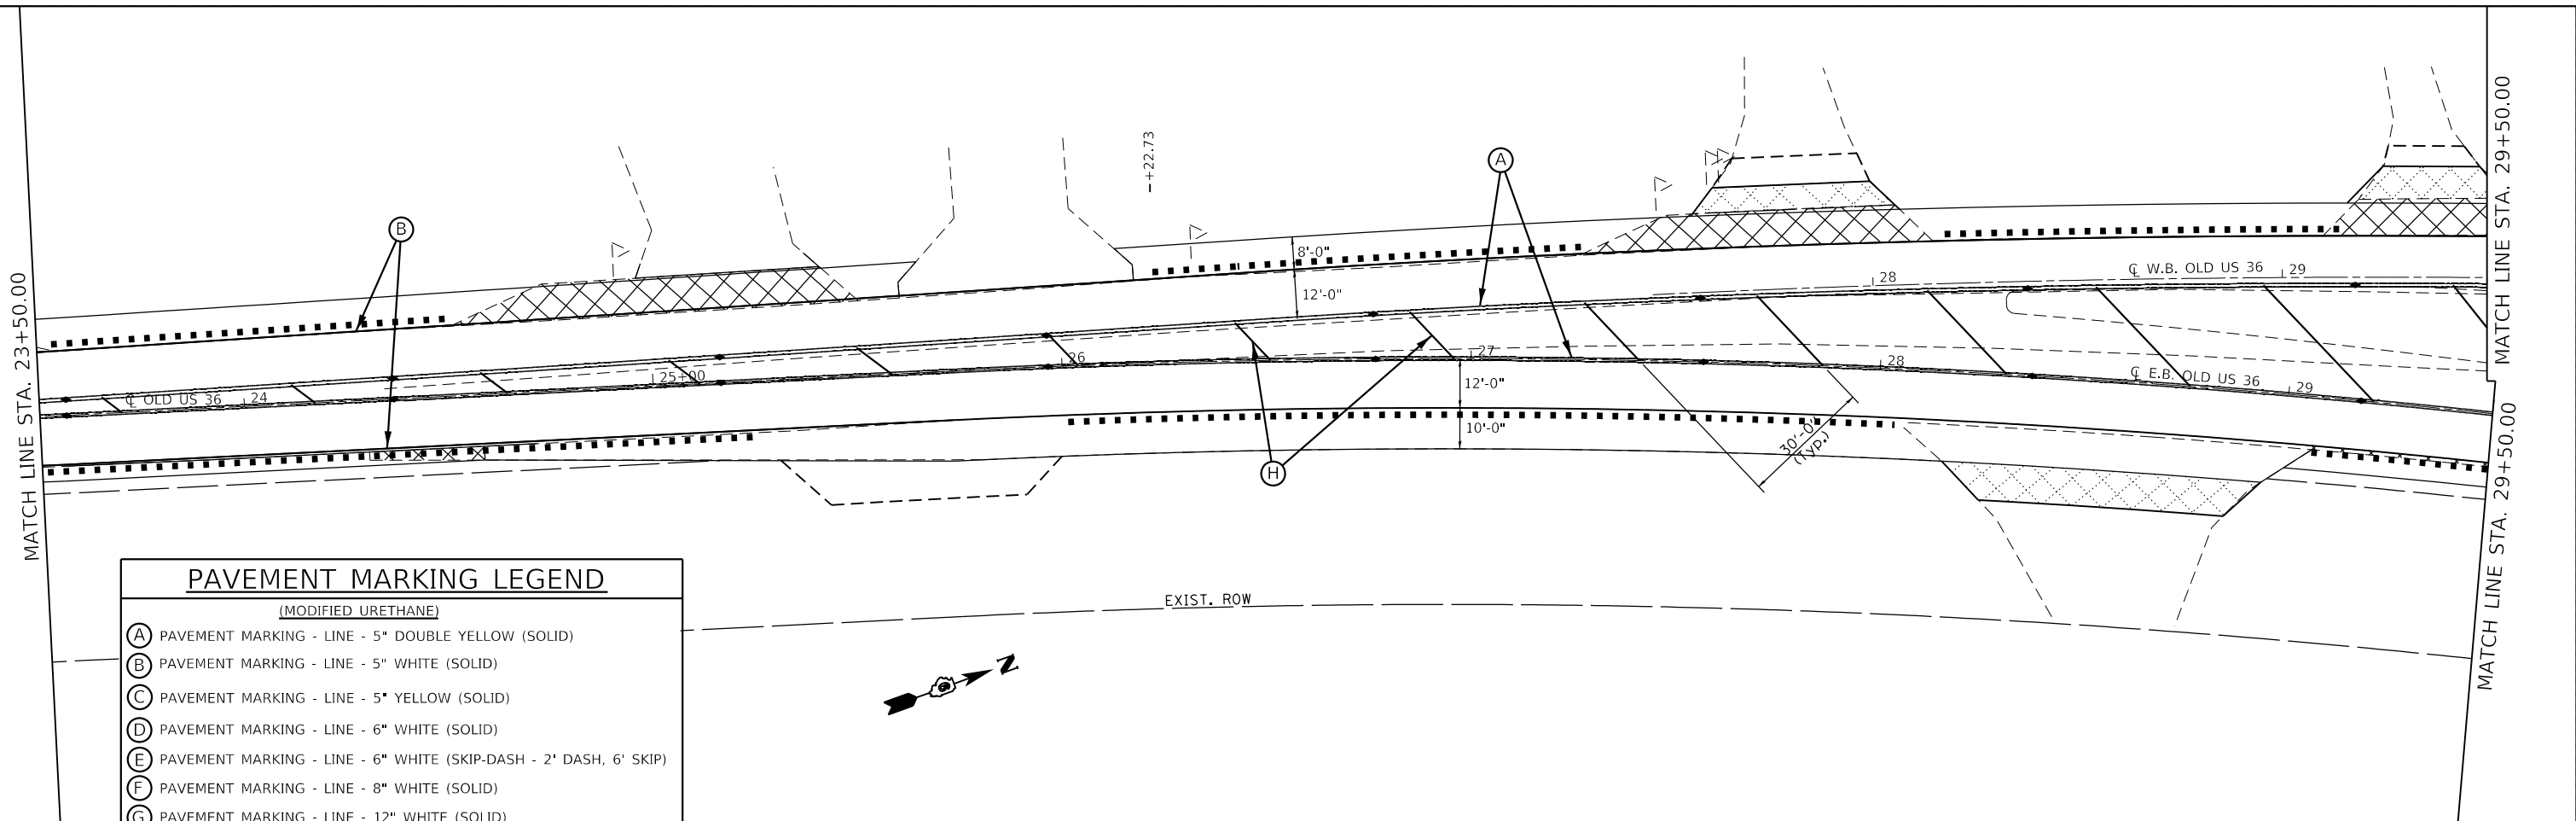 MATCH LINE STA. 23+50.00
B
+22.73
A
8'-0"
12'-0"
28
℄ W.B. OLD US 36
29
MATCH LINE STA. 29+50.00
℄ OLD US 36
24
25+00
26
27
28
℄ E.B. OLD US 36
29
12'-0"
10'-0"
30'-0"
(Typ.)
H
MATCH LINE STA. 29+50.00
EXIST. ROW
N
PAVEMENT MARKING LEGEND
(MODIFIED URETHANE)
A PAVEMENT MARKING - LINE - 5" DOUBLE YELLOW (SOLID)
B PAVEMENT MARKING - LINE - 5" WHITE (SOLID)
C PAVEMENT MARKING - LINE - 5" YELLOW (SOLID)
D PAVEMENT MARKING - LINE - 6" WHITE (SOLID)
E PAVEMENT MARKING - LINE - 6" WHITE (SKIP-DASH - 2' DASH, 6' SKIP)
F PAVEMENT MARKING - LINE - 8" WHITE (SOLID)
G PAVEMENT MARKING - LINE - 12" WHITE (SOLID)